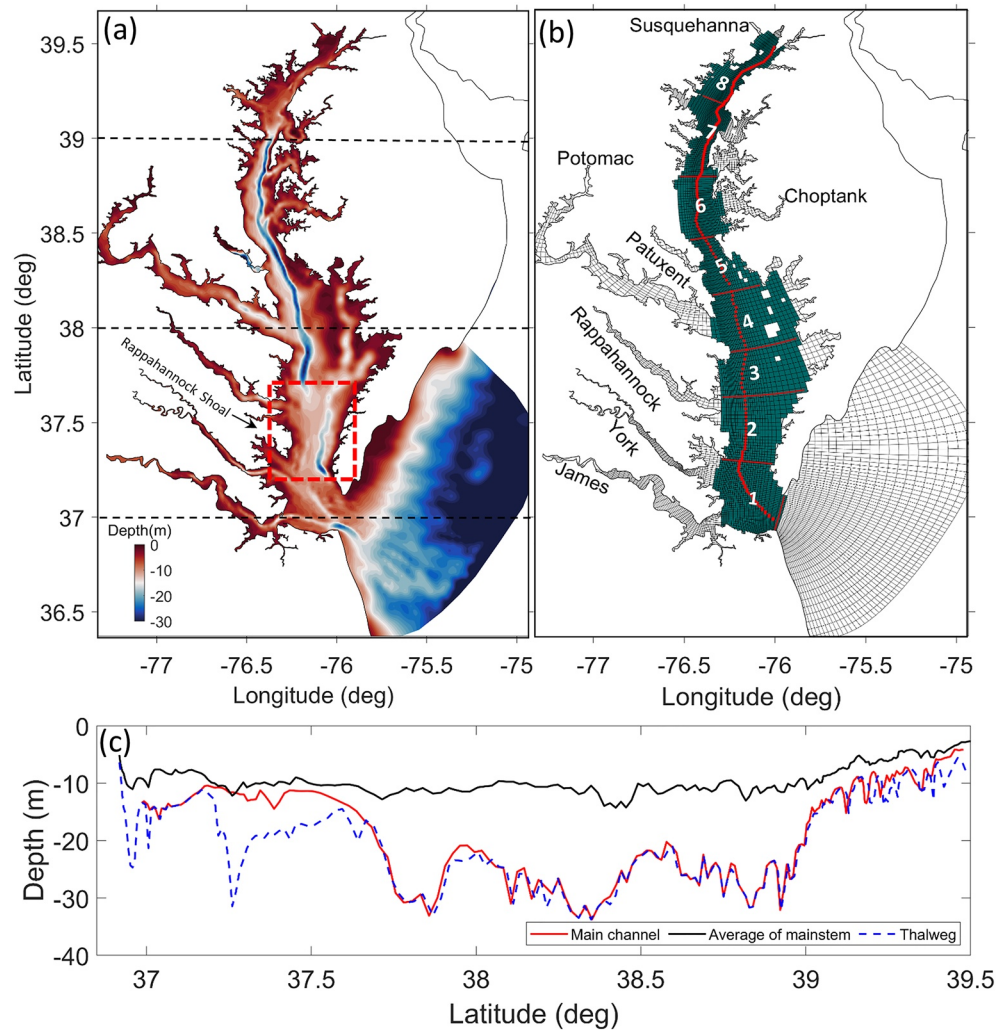 (a)
39.5
39
38.5
38
37.5
37
36.5
Latitude (deg)
Rappahannock Shoal
Depth(m)
0
-10
-20
-30
-77
-76.5
-76
-75.5
-75
Longitude (deg)
(b)
Susquehanna
Potomac
Choptank
Patuxent
Rappahannock
York
James
8
7
6
5
4
3
2
1
-77
-76.5
-76
-75.5
-75
Longitude (deg)
(c)
0
-10
-20
-30
-40
Depth (m)
Main channel
Average of mainstem
Thalweg
37
37.5
38
38.5
39
39.5
Latitude (deg)